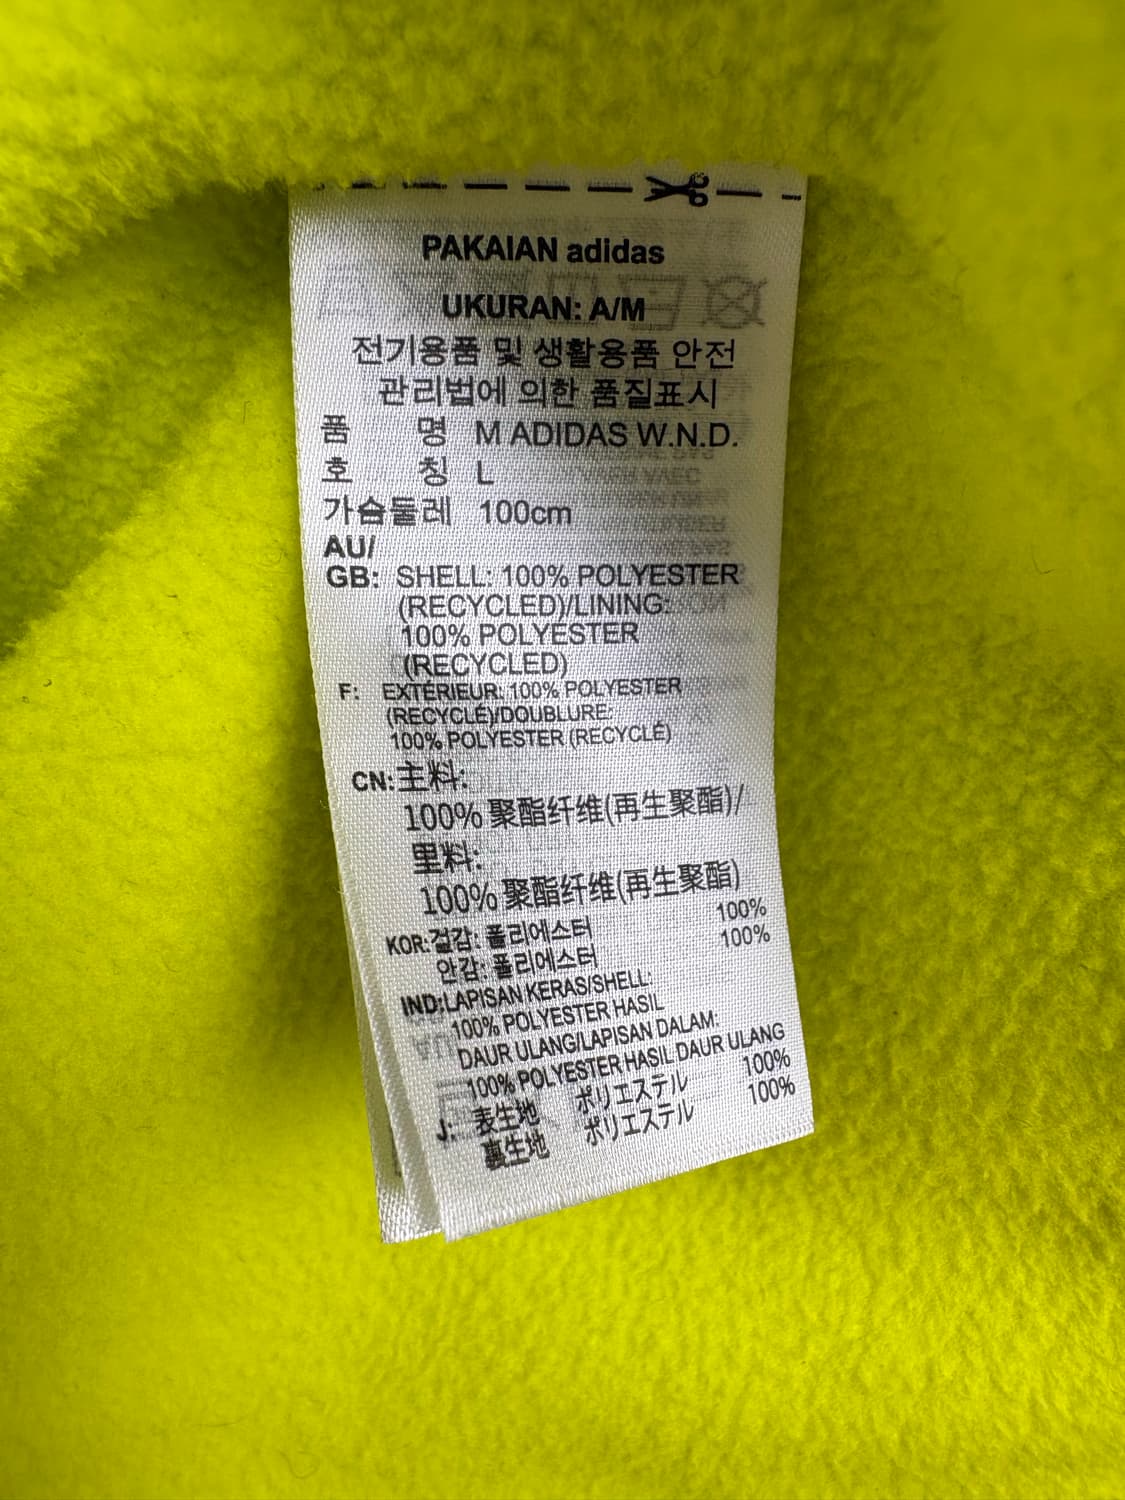 PAKAIAN adidas
UKURAN: A/M
전기용품 및 생활용품 안전
관리법에 의한 품질표시
품 명 M ADIDAS W.N.D.
호 칭 L
가슴둘레 100cm
AU/
GB: SHELL: 100% POLYESTER
(RECYCLED)/LINING:
100% POLYESTER
(RECYCLED)
F: EXTÉRIEUR: 100% POLYESTER
(RECYCLÉ)/DOUBLURE:
100% POLYESTER (RECYCLÉ)
CN: 主料:
100% 聚酯纤维(再生聚酯)/
里料:
100% 聚酯纤维(再生聚酯)
KOR: 겉감: 폴리에스터 100%
안감: 폴리에스터 100%
IND: LAPISAN KERAS/SHELL:
100% POLYESTER HASIL
DAUR ULANG/LAPISAN DALAM:
100% POLYESTER HASIL DAUR ULANG
J: 表生地 ポリエステル 100%
裏生地 ポリエステル 100%